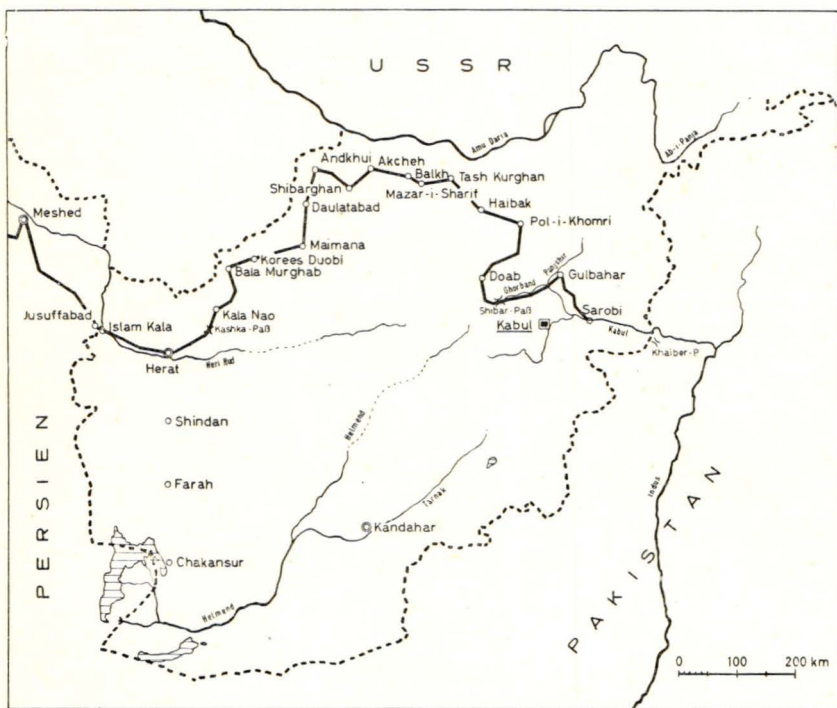 USSR
Amu Daria
Ab-i-Panja
Andkhui
Akcheh
Balkh
Tash Kurghan
Shibarghan
Mazar-i-Sharif
Daulatabad
Haibak
Meshed
Pol-i-Khomri
Maimana
Korees Duobi
Bala Murghab
Doab
Ghorband
Panjshir
Gulbahar
Kala Nao
Shibar-Paß
Sarobi
Jusuffabad
Islam Kala
Kashka-Paß
Kabul
Kabul
Khaiber-P
Herat
Heri Rud
Shindan
Helmand
PERSIEN
Farah
Tarnak
Indus
Kandahar
PAKISTAN
Chakansur
Helmand
0 100 200 km